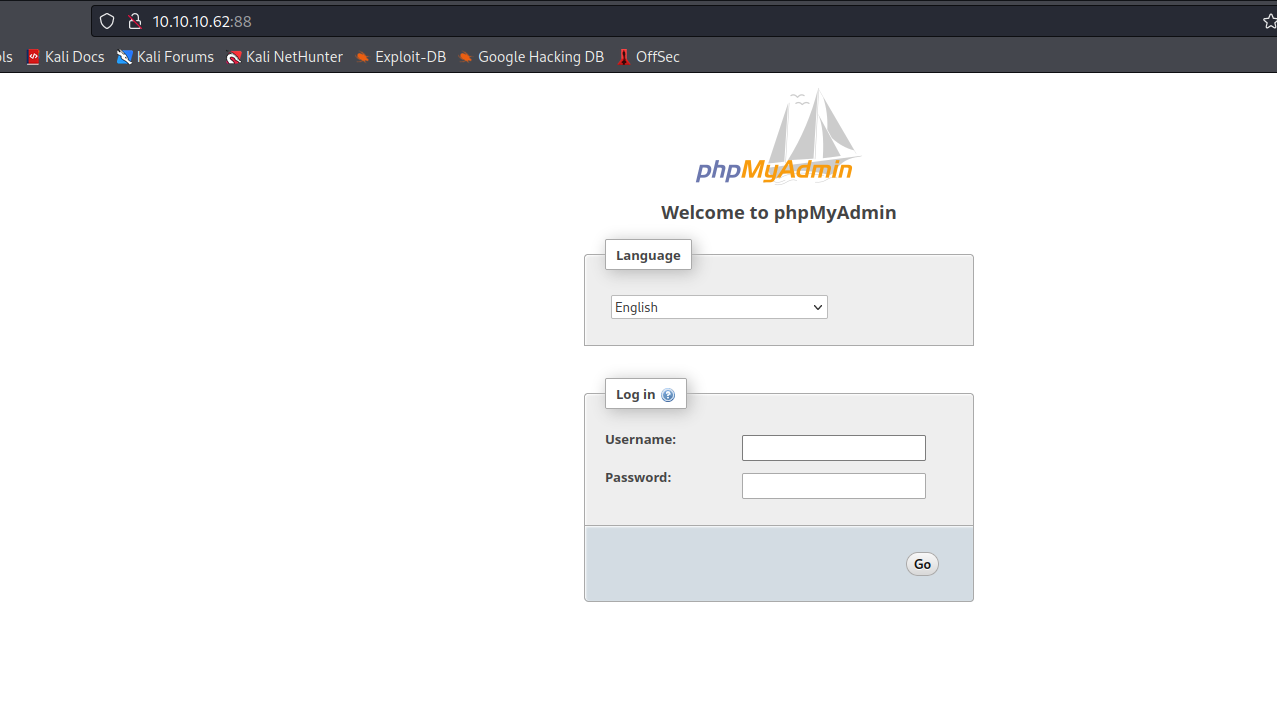 10.10.10.62:88
ls Kali Docs Kali Forums Kali NetHunter Exploit-DB Google Hacking DB OffSec
phpMyAdmin
Welcome to phpMyAdmin
Language
English
Log in
Username:
Password:
Go